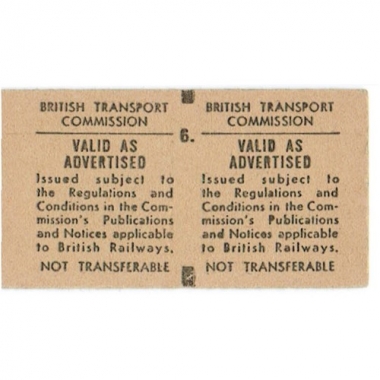 BRITISH TRANSPORT
COMMISSION
VALID AS
ADVERTISED
Issued subject to
the Regulations and
Conditions in the Com-
mission's Publications
and Notices applicable
to British Railways.
NOT TRANSFERABLE
6.
BRITISH TRANSPORT
COMMISSION
VALID AS
ADVERTISED
Issued subject to
the Regulations and
Conditions in the Com-
mission's Publications
and Notices applicable
to British Railways.
NOT TRANSFERABLE